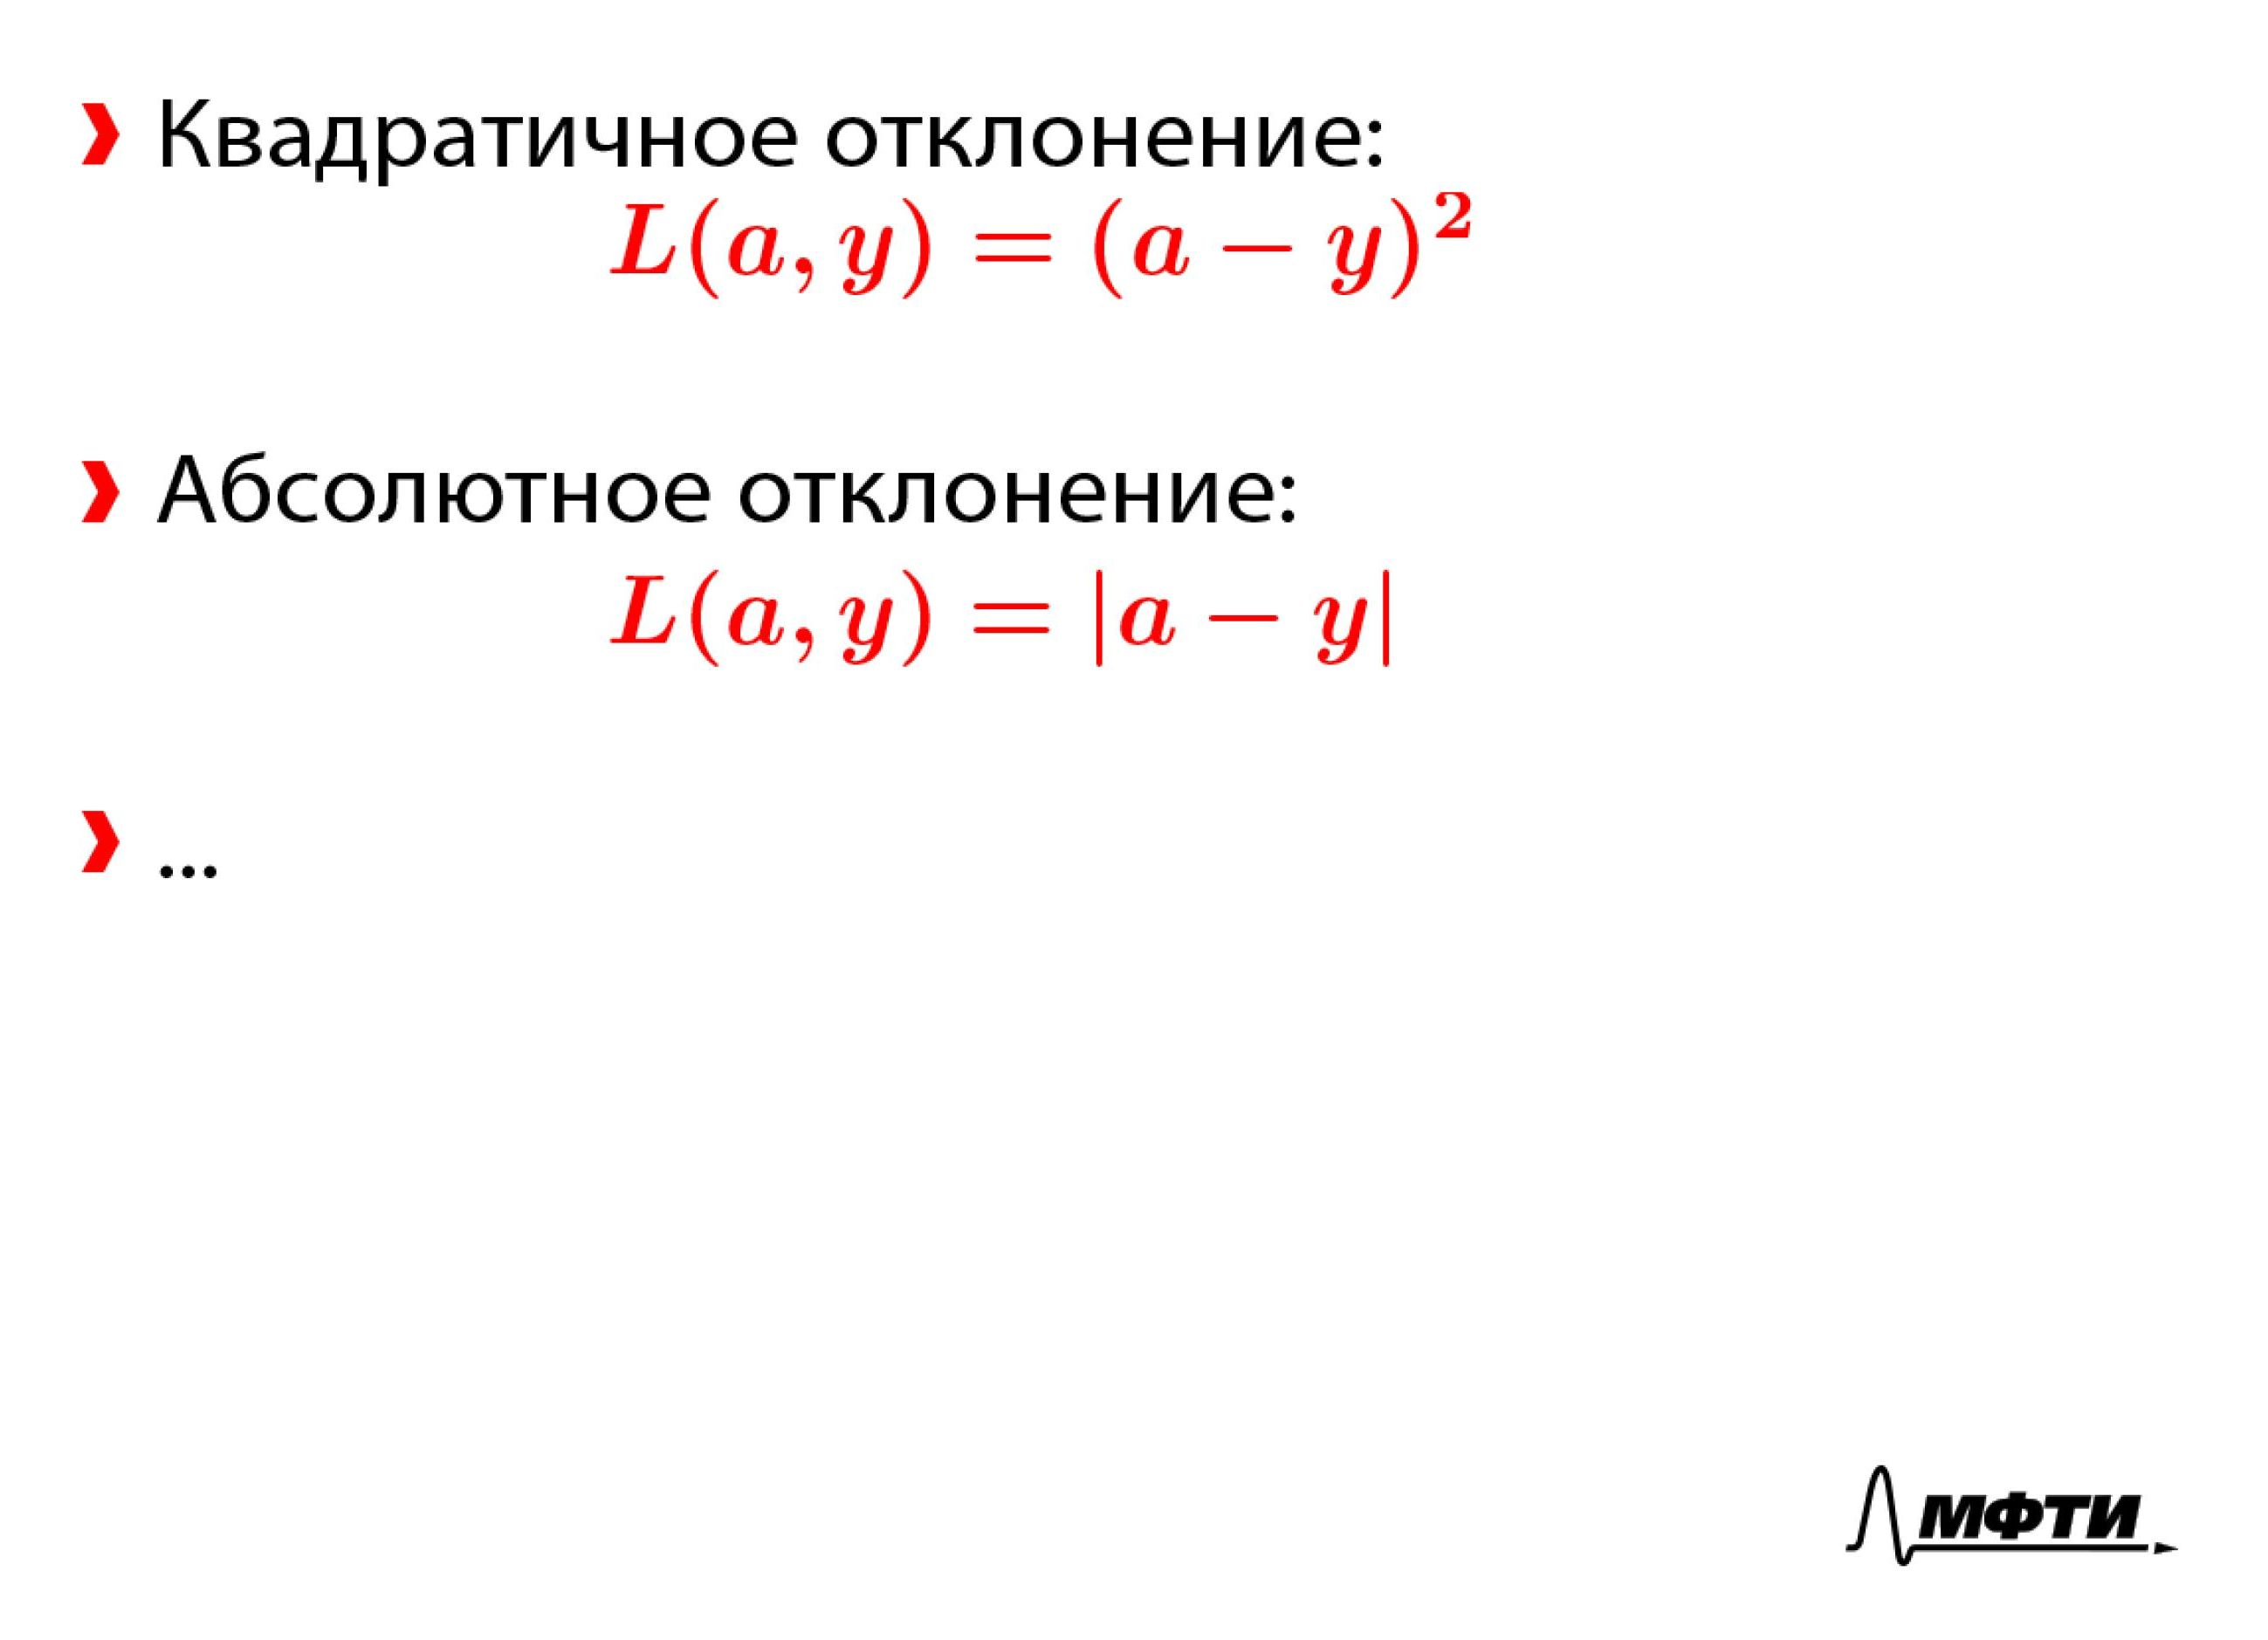 Квадратичное отклонение:
L(a, y) = (a − y)²
Абсолютное отклонение:
L(a, y) = |a − y|
...
МФТИ